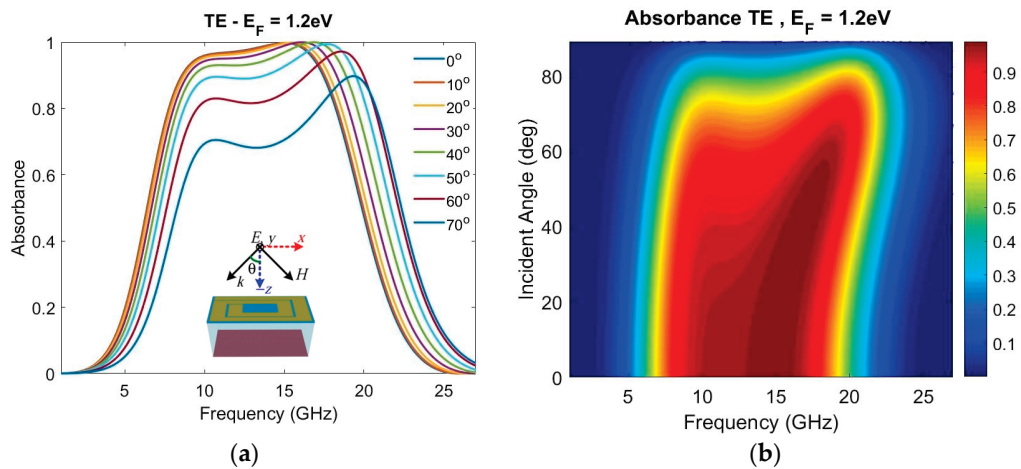 TE - E_F = 1.2eV
Absorbance
1
0.8
0.6
0.4
0.2
0
0°
10°
20°
30°
40°
50°
60°
70°
E y
x
θ
k
H
-z
5
10
15
20
25
Frequency (GHz)
(a)
Absorbance TE , E_F = 1.2eV
Incident Angle (deg)
80
60
40
20
0
5
10
15
20
25
Frequency (GHz)
0.9
0.8
0.7
0.6
0.5
0.4
0.3
0.2
0.1
(b)